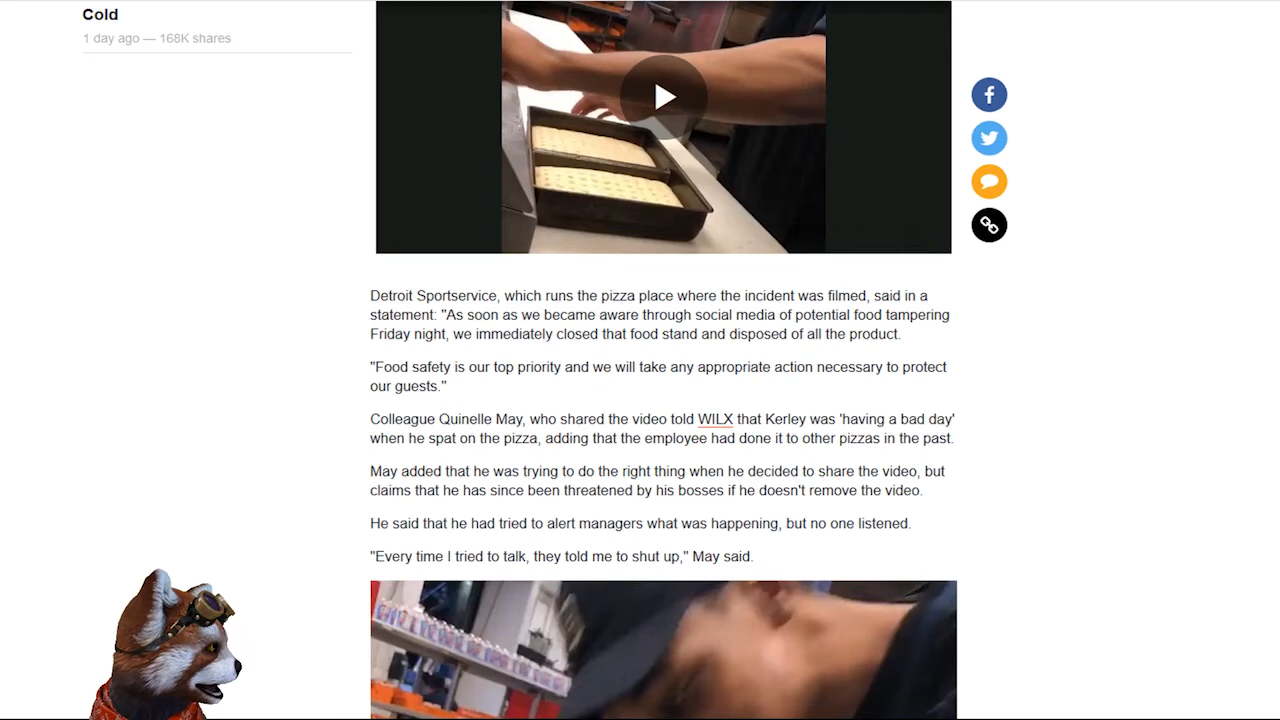 Cold
1 day ago — 168K shares
Detroit Sportservice, which runs the pizza place where the incident was filmed, said in a
statement: "As soon as we became aware through social media of potential food tampering
Friday night, we immediately closed that food stand and disposed of all the product.
"Food safety is our top priority and we will take any appropriate action necessary to protect
our guests."
Colleague Quinelle May, who shared the video told WILX that Kerley was 'having a bad day'
when he spat on the pizza, adding that the employee had done it to other pizzas in the past.
May added that he was trying to do the right thing when he decided to share the video, but
claims that he has since been threatened by his bosses if he doesn't remove the video.
He said that he had tried to alert managers what was happening, but no one listened.
"Every time I tried to talk, they told me to shut up," May said.